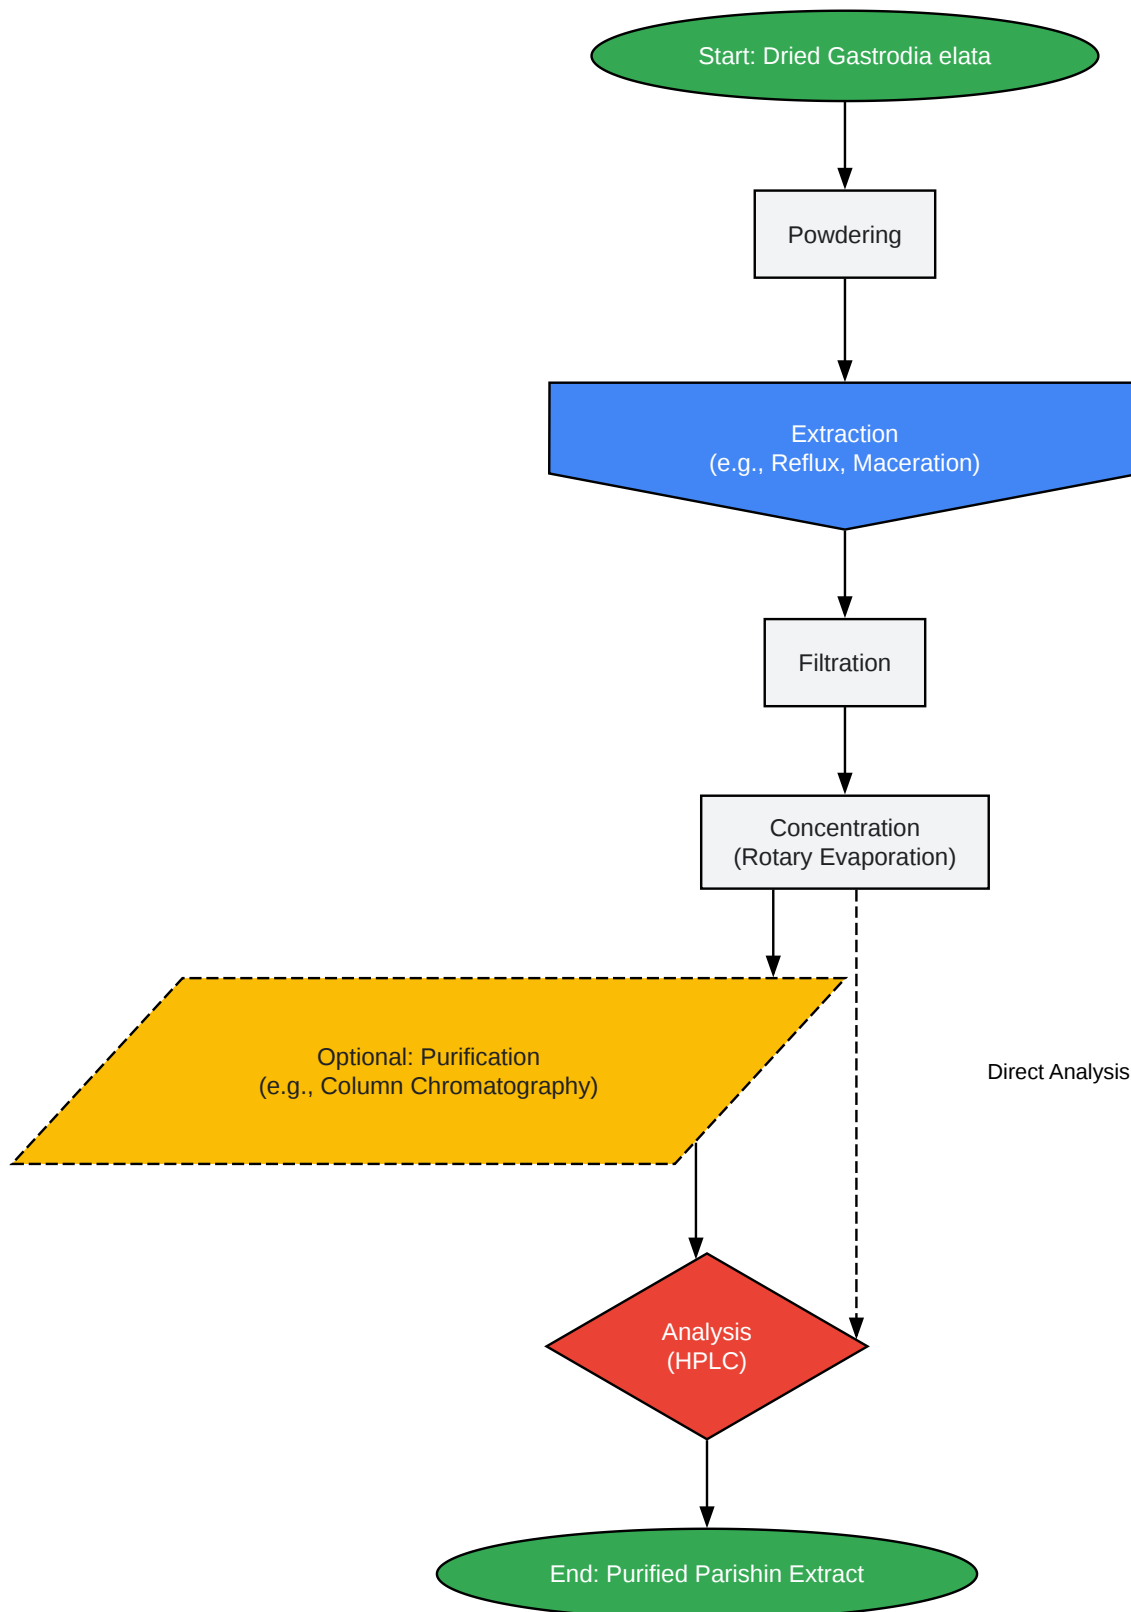 Start: Dried Gastrodia elata
Powdering
Extraction
(e.g., Reflux, Maceration)
Filtration
Concentration
(Rotary Evaporation)
Optional: Purification
(e.g., Column Chromatography)
Direct Analysis
Analysis
(HPLC)
End: Purified Parishin Extract